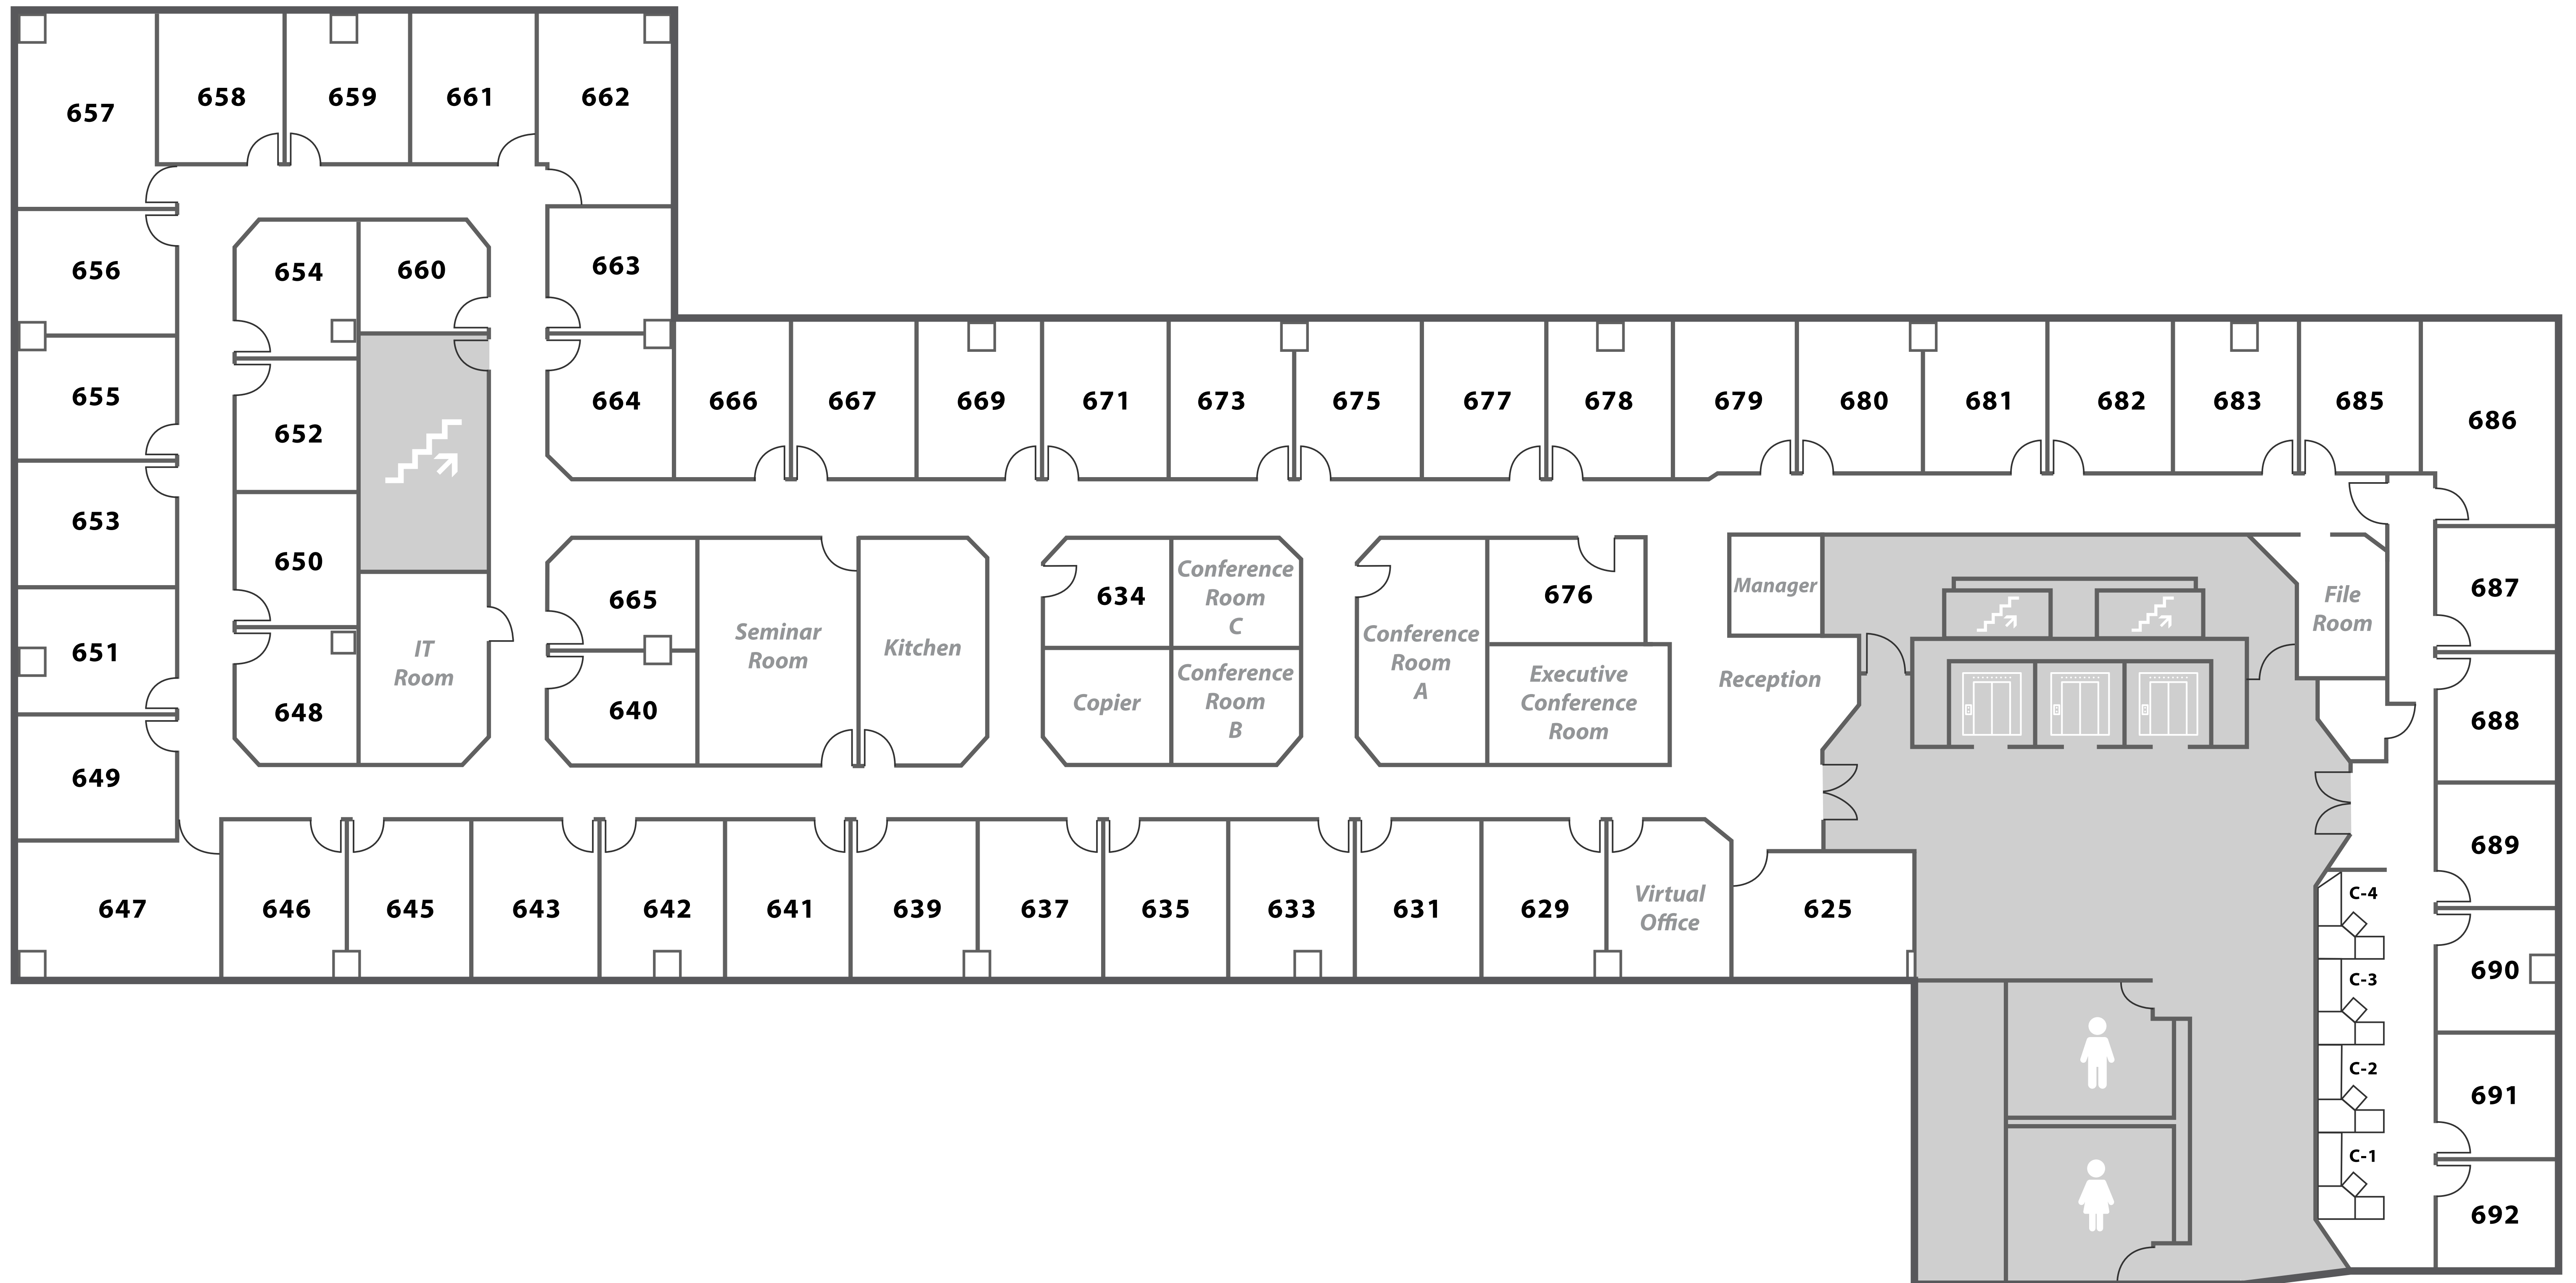 657
658
659
661
662
656
654
660
663
655
652
664
666
667
669
671
673
675
677
678
679
680
681
682
683
685
686
653
650
651
648
IT
Room
649
665
640
Seminar
Room
Kitchen
634
Copier
Conference
Room
C
Conference
Room
B
Conference
Room
A
676
Executive
Conference
Room
Manager
Reception
File
Room
687
688
689
690
691
692
647
646
645
643
642
641
639
637
635
633
631
629
Virtual
Office
625
C-4
C-3
C-2
C-1